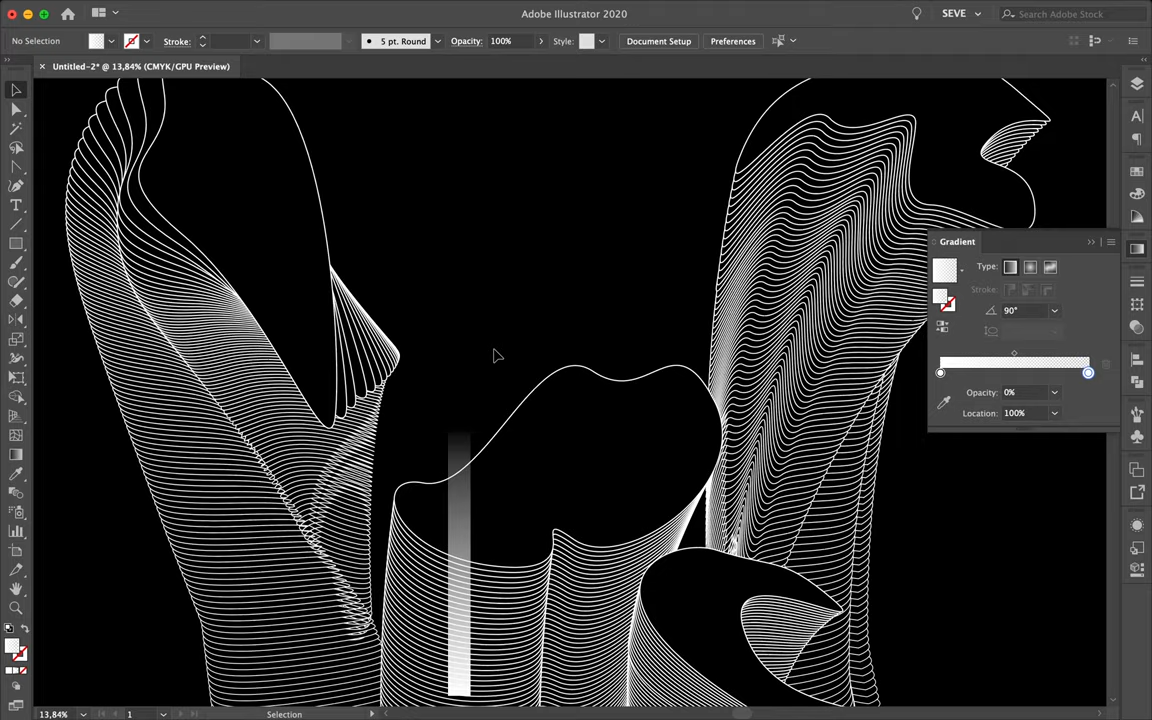 Adobe Illustrator 2020
SEVE
Search Adobe Stock
No Selection
Stroke:
5 pt. Round
Opacity: 100%
Style:
Document Setup
Preferences
× Untitled-2* @ 13,84% (CMYK/GPU Preview)
Gradient
Type:
Stroke:
90°
Opacity: 0%
Location: 100%
13,84%
1
Selection